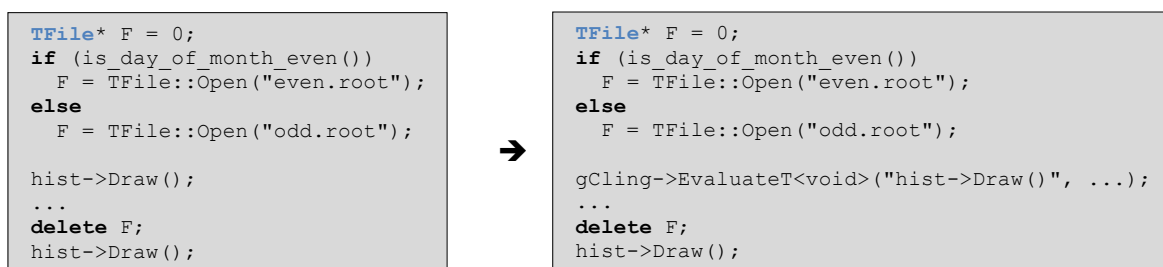 TFile* F = 0;
if (is_day_of_month_even())
  F = TFile::Open("even.root");
else
  F = TFile::Open("odd.root");
hist->Draw();
...
delete F;
hist->Draw();
➔
TFile* F = 0;
if (is_day_of_month_even())
  F = TFile::Open("even.root");
else
  F = TFile::Open("odd.root");
gCling->EvaluateT<void>("hist->Draw()", ...);
...
delete F;
hist->Draw();